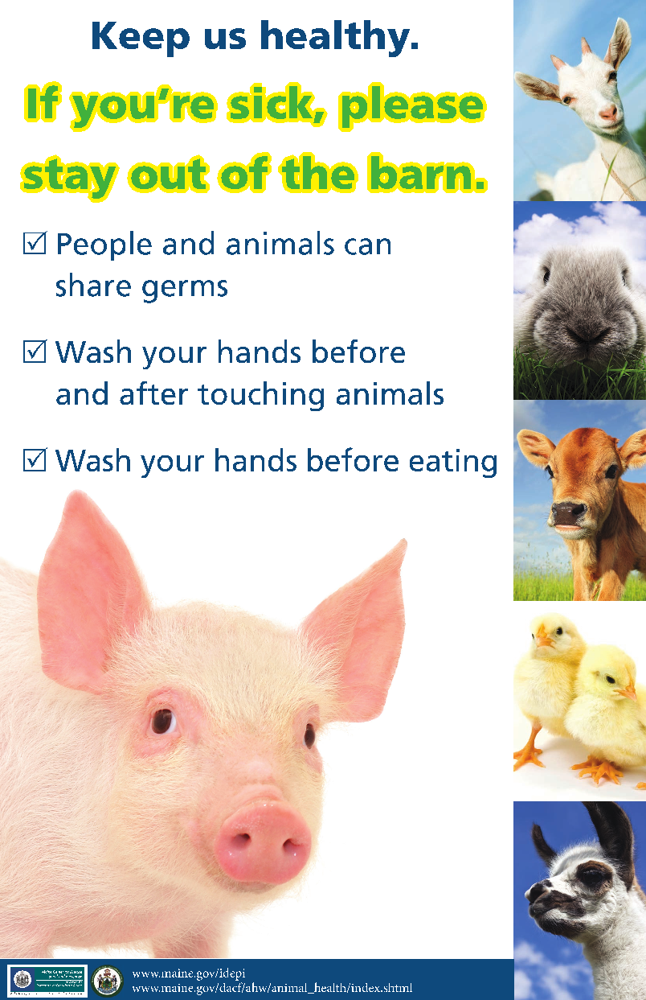 Keep us healthy.
If you're sick, please
stay out of the barn.
☑ People and animals can
share germs
☑ Wash your hands before
and after touching animals
☑ Wash your hands before eating
www.maine.gov/idepi
www.maine.gov/dacf/ahw/animal_health/index.shtml